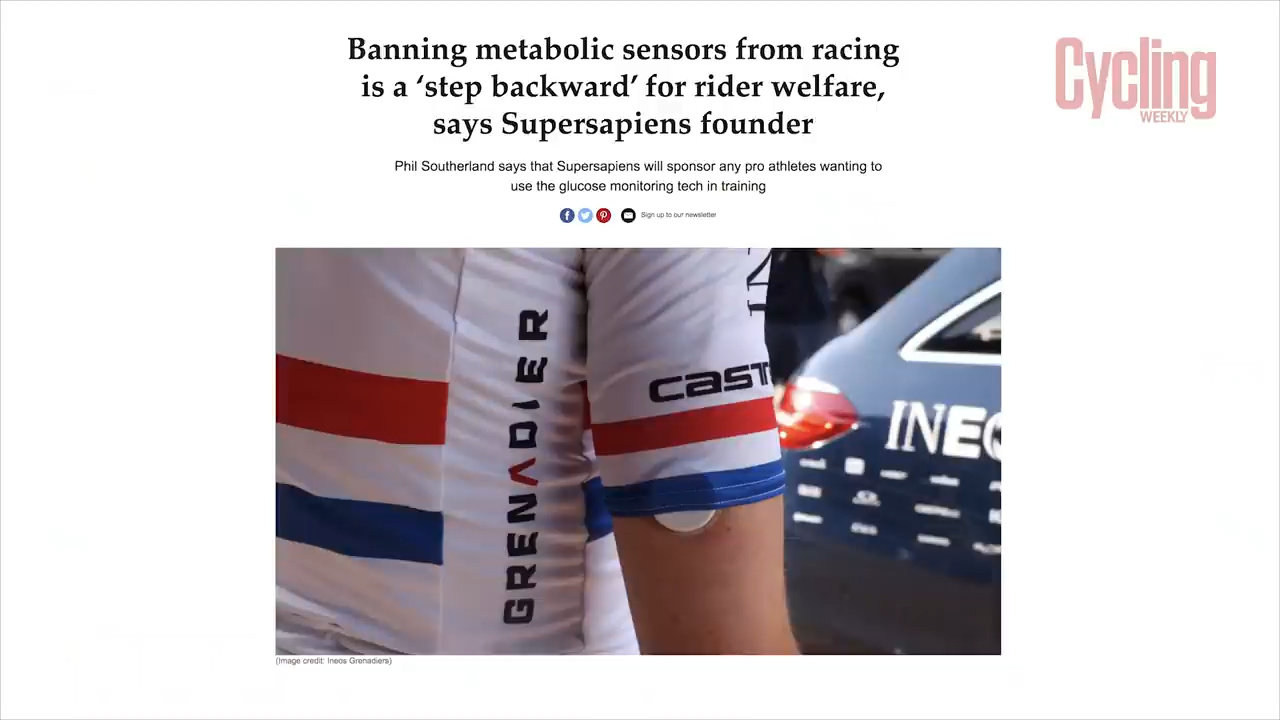 Banning metabolic sensors from racing
is a ‘step backward’ for rider welfare,
says Supersapiens founder
Cycling
WEEKLY
Phil Southerland says that Supersapiens will sponsor any pro athletes wanting to
use the glucose monitoring tech in training
Sign up to our newsletter
GRENADIER
CAST
INEO
(Image credit: Ineos Grenadiers)